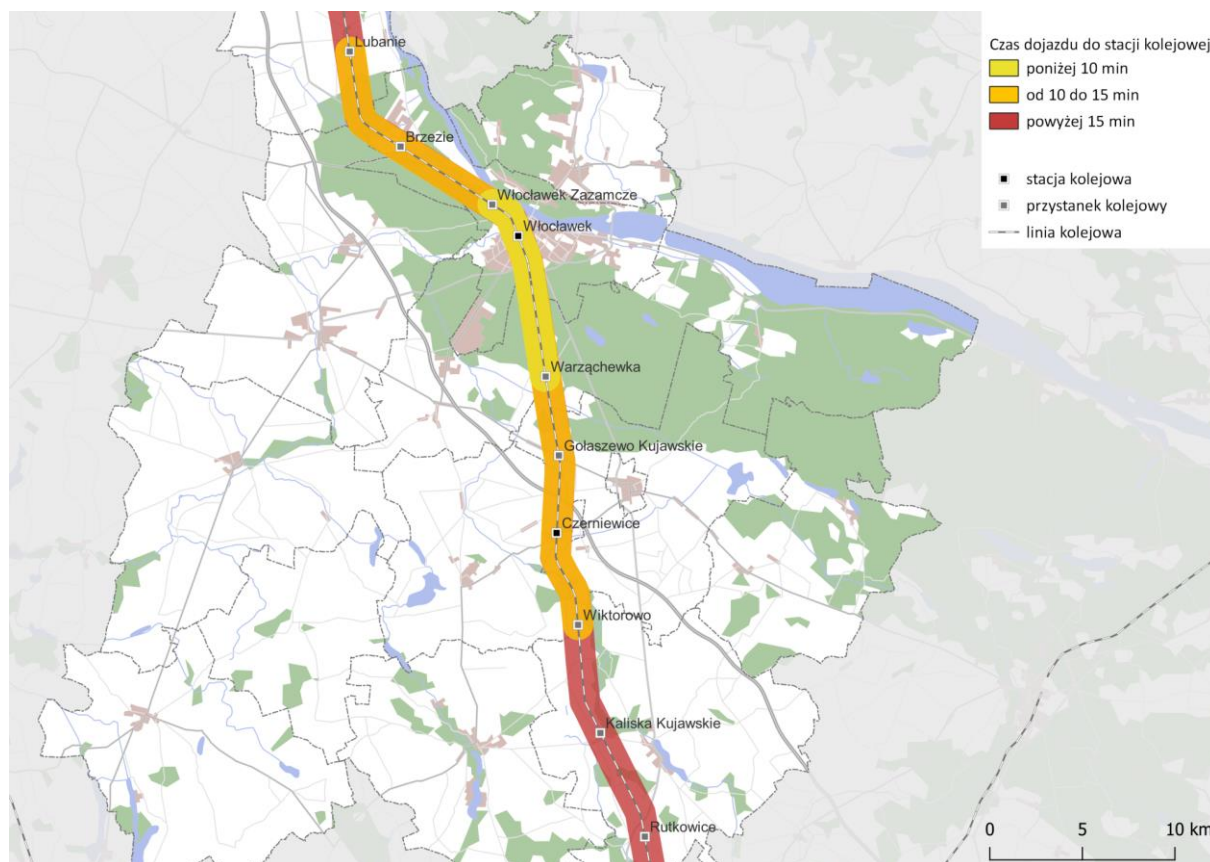 Lubanie
Brzezie
Włocławek Zazamcze
Włocławek
Warząchewka
Gołaszewo Kujawskie
Czerniewice
Wiktorowo
Kaliska Kujawskie
Rutkowice
Czas dojazdu do stacji kolejowej
poniżej 10 min
od 10 do 15 min
powyżej 15 min
stacja kolejowa
przystanek kolejowy
linia kolejowa
0 5 10 km